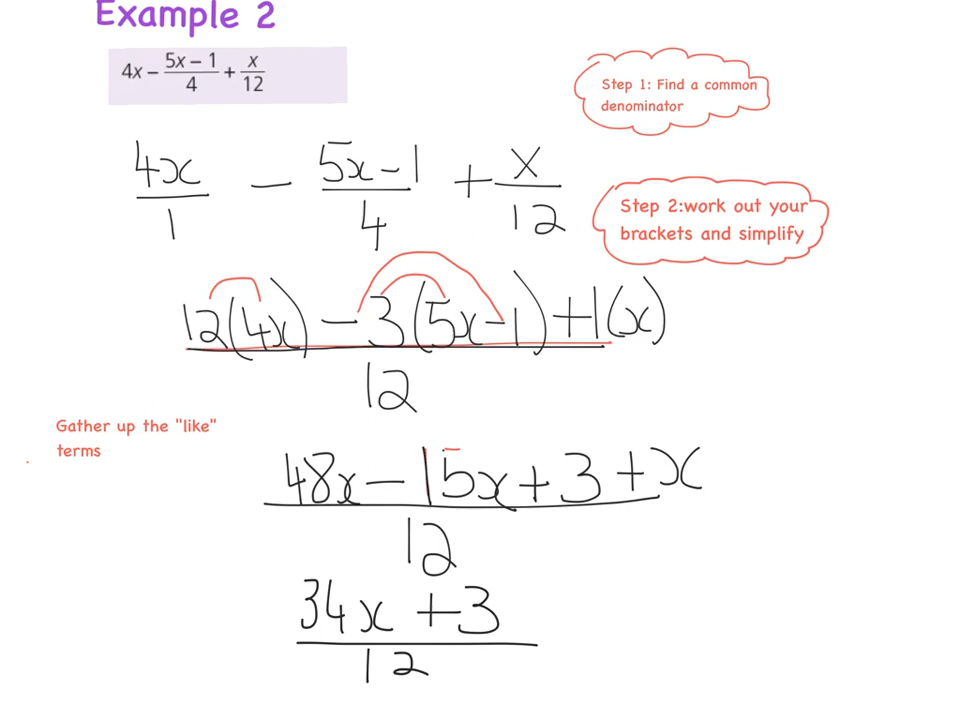 Example 2
4x − (5x − 1)/4 + x/12
Step 1: Find a common
denominator
4x/1 − (5x − 1)/4 + x/12
Step 2:work out your
brackets and simplify
(12(4x) − 3(5x − 1) + 1(x))/12
Gather up the "like"
terms
(48x − 15x + 3 + x)/12
(34x + 3)/12